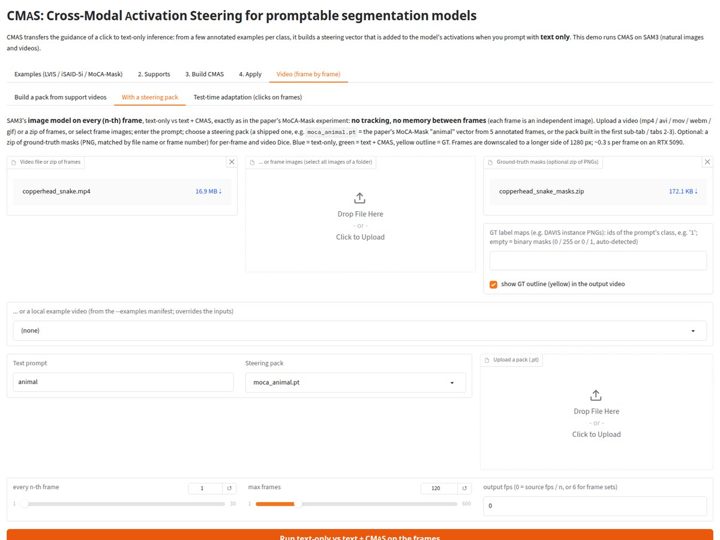 CMAS: Cross-Modal Activation Steering for promptable segmentation models
CMAS transfers the guidance of a click to text-only inference: from a few annotated examples per class, it builds a steering vector that is added to the model's activations when you prompt with text only. This demo runs CMAS on SAM3 (natural images
and videos).
Examples (LVIS / iSAID-5i / MoCA-Mask)
2. Supports
3. Build CMAS
4. Apply
Video (frame by frame)
Build a pack from support videos
With a steering pack
Test-time adaptation (clicks on frames)
SAM3's image model on every (n-th) frame, text-only vs text + CMAS, exactly as in the paper's MoCA-Mask experiment: no tracking, no memory between frames (each frame is an independent image). Upload a video (mp4 / avi / mov / webm /
gif) or a zip of frames, or select frame images; enter the prompt; choose a steering pack (a shipped one, e.g. moca_animal.pt = the paper's MoCA-Mask "animal" vector from 5 annotated frames, or the pack built in the first sub-tab / tabs 2-3). Optional: a
zip of ground-truth masks (PNG, matched by file name or frame number) for per-frame and video Dice. Blue = text-only, green = text + CMAS, yellow outline = GT. Frames are downscaled to a longer side of 1280 px; ~0.3 s per frame on an RTX 5090.
Video file or zip of frames
copperhead_snake.mp4
16.9 MB ↓
... or frame images (select all images of a folder)
Drop File Here
- or -
Click to Upload
Ground-truth masks (optional zip of PNGs)
copperhead_snake_masks.zip
172.1 KB ↓
GT label maps (e.g. DAVIS instance PNGs): ids of the prompt's class, e.g. '1';
empty = binary masks (0 / 255 or 0 / 1, auto-detected)
show GT outline (yellow) in the output video
... or a local example video (from the --examples manifest; overrides the inputs)
(none)
Text prompt
animal
Steering pack
moca_animal.pt
Upload a pack (.pt)
Drop File Here
- or -
Click to Upload
every n-th frame
1
1
30
max frames
120
1
600
output fps (0 = source fps / n, or 6 for frame sets)
0
Run text-only vs text + CMAS on the frames